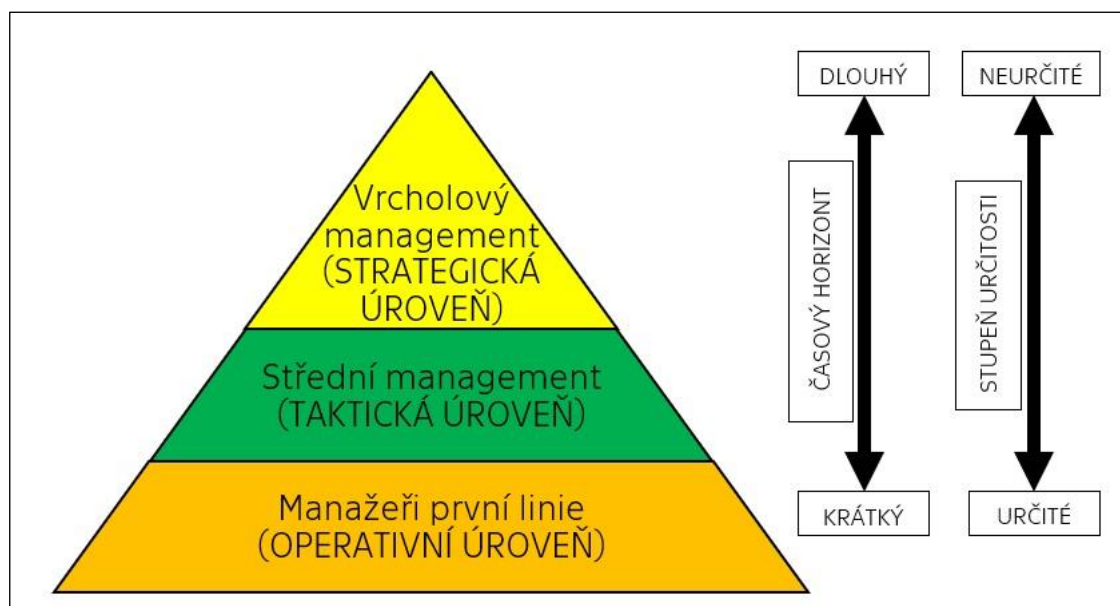 Vrcholový
management
(STRATEGICKÁ
ÚROVEŇ)
Střední management
(TAKTICKÁ ÚROVEŇ)
Manažeři první linie
(OPERATIVNÍ ÚROVEŇ)
DLOUHÝ
ČASOVÝ HORIZONT
KRÁTKÝ
NEURČITÉ
STUPEŇ URČITOSTI
URČITÉ